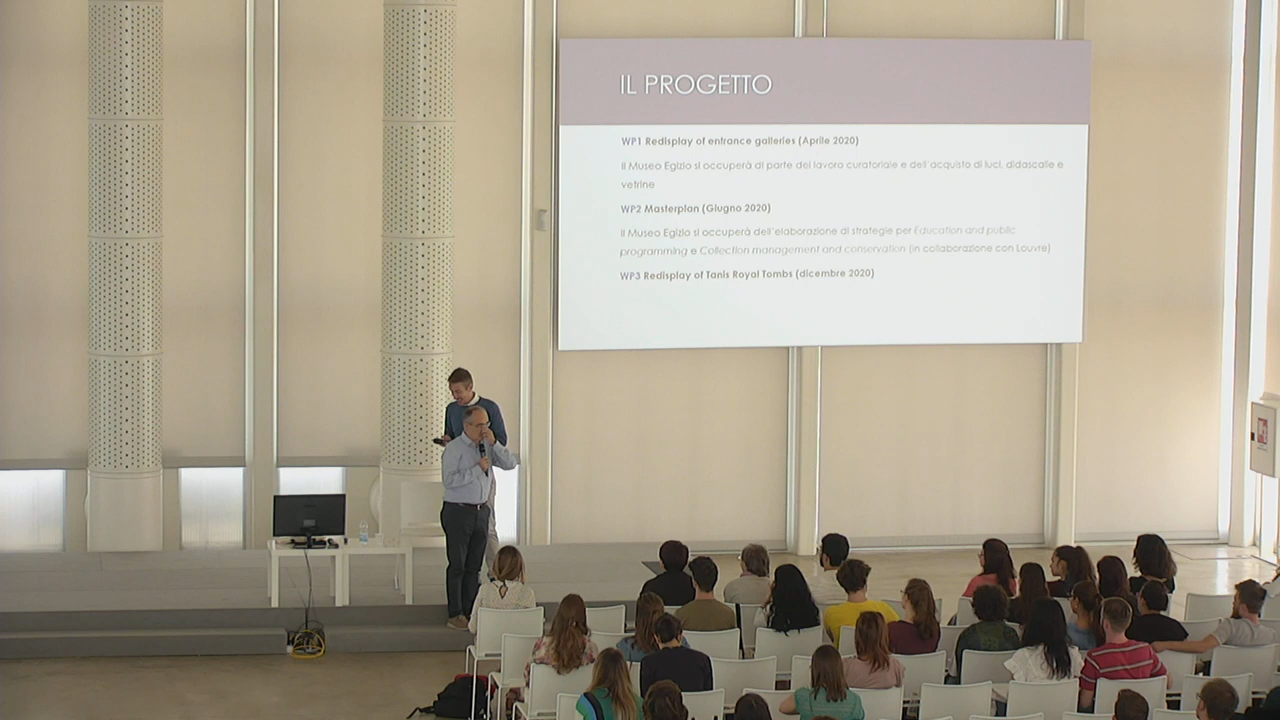 IL PROGETTO
WP1 Redisplay of entrance galleries (Aprile 2020)
Il Museo Egizio si occuperà di parte del lavoro curatoriale e dell'acquisto di luci, didascalie e
vetrine
WP2 Masterplan (Giugno 2020)
Il Museo Egizio si occuperà dell'elaborazione di strategie per Education and public
programming e Collection management and conservation (in collaborazione con Louvre)
WP3 Redisplay of Tanis Royal Tombs (dicembre 2020)